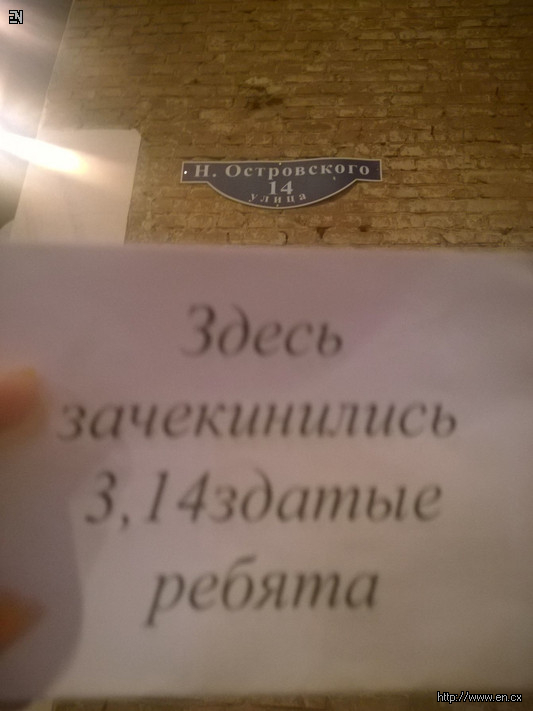 EN
Н. Островского
14
улица
Здесь
зачекинились
3,14здатые
ребята
http://www.en.cx